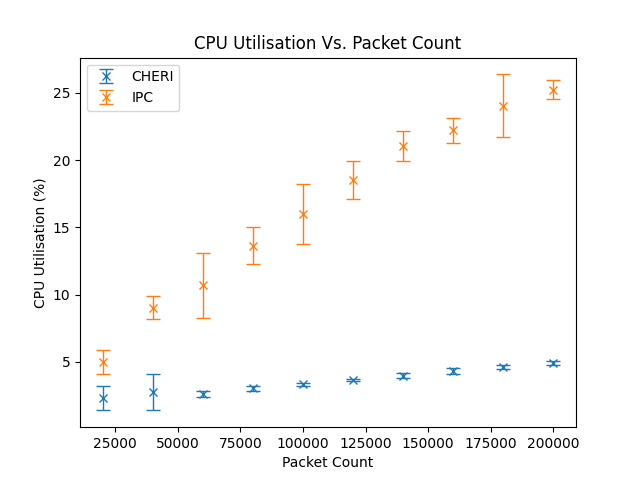 CPU Utilisation Vs. Packet Count
CHERI
IPC
CPU Utilisation (%)
25
20
15
10
5
25000 50000 75000 100000 125000 150000 175000 200000
Packet Count